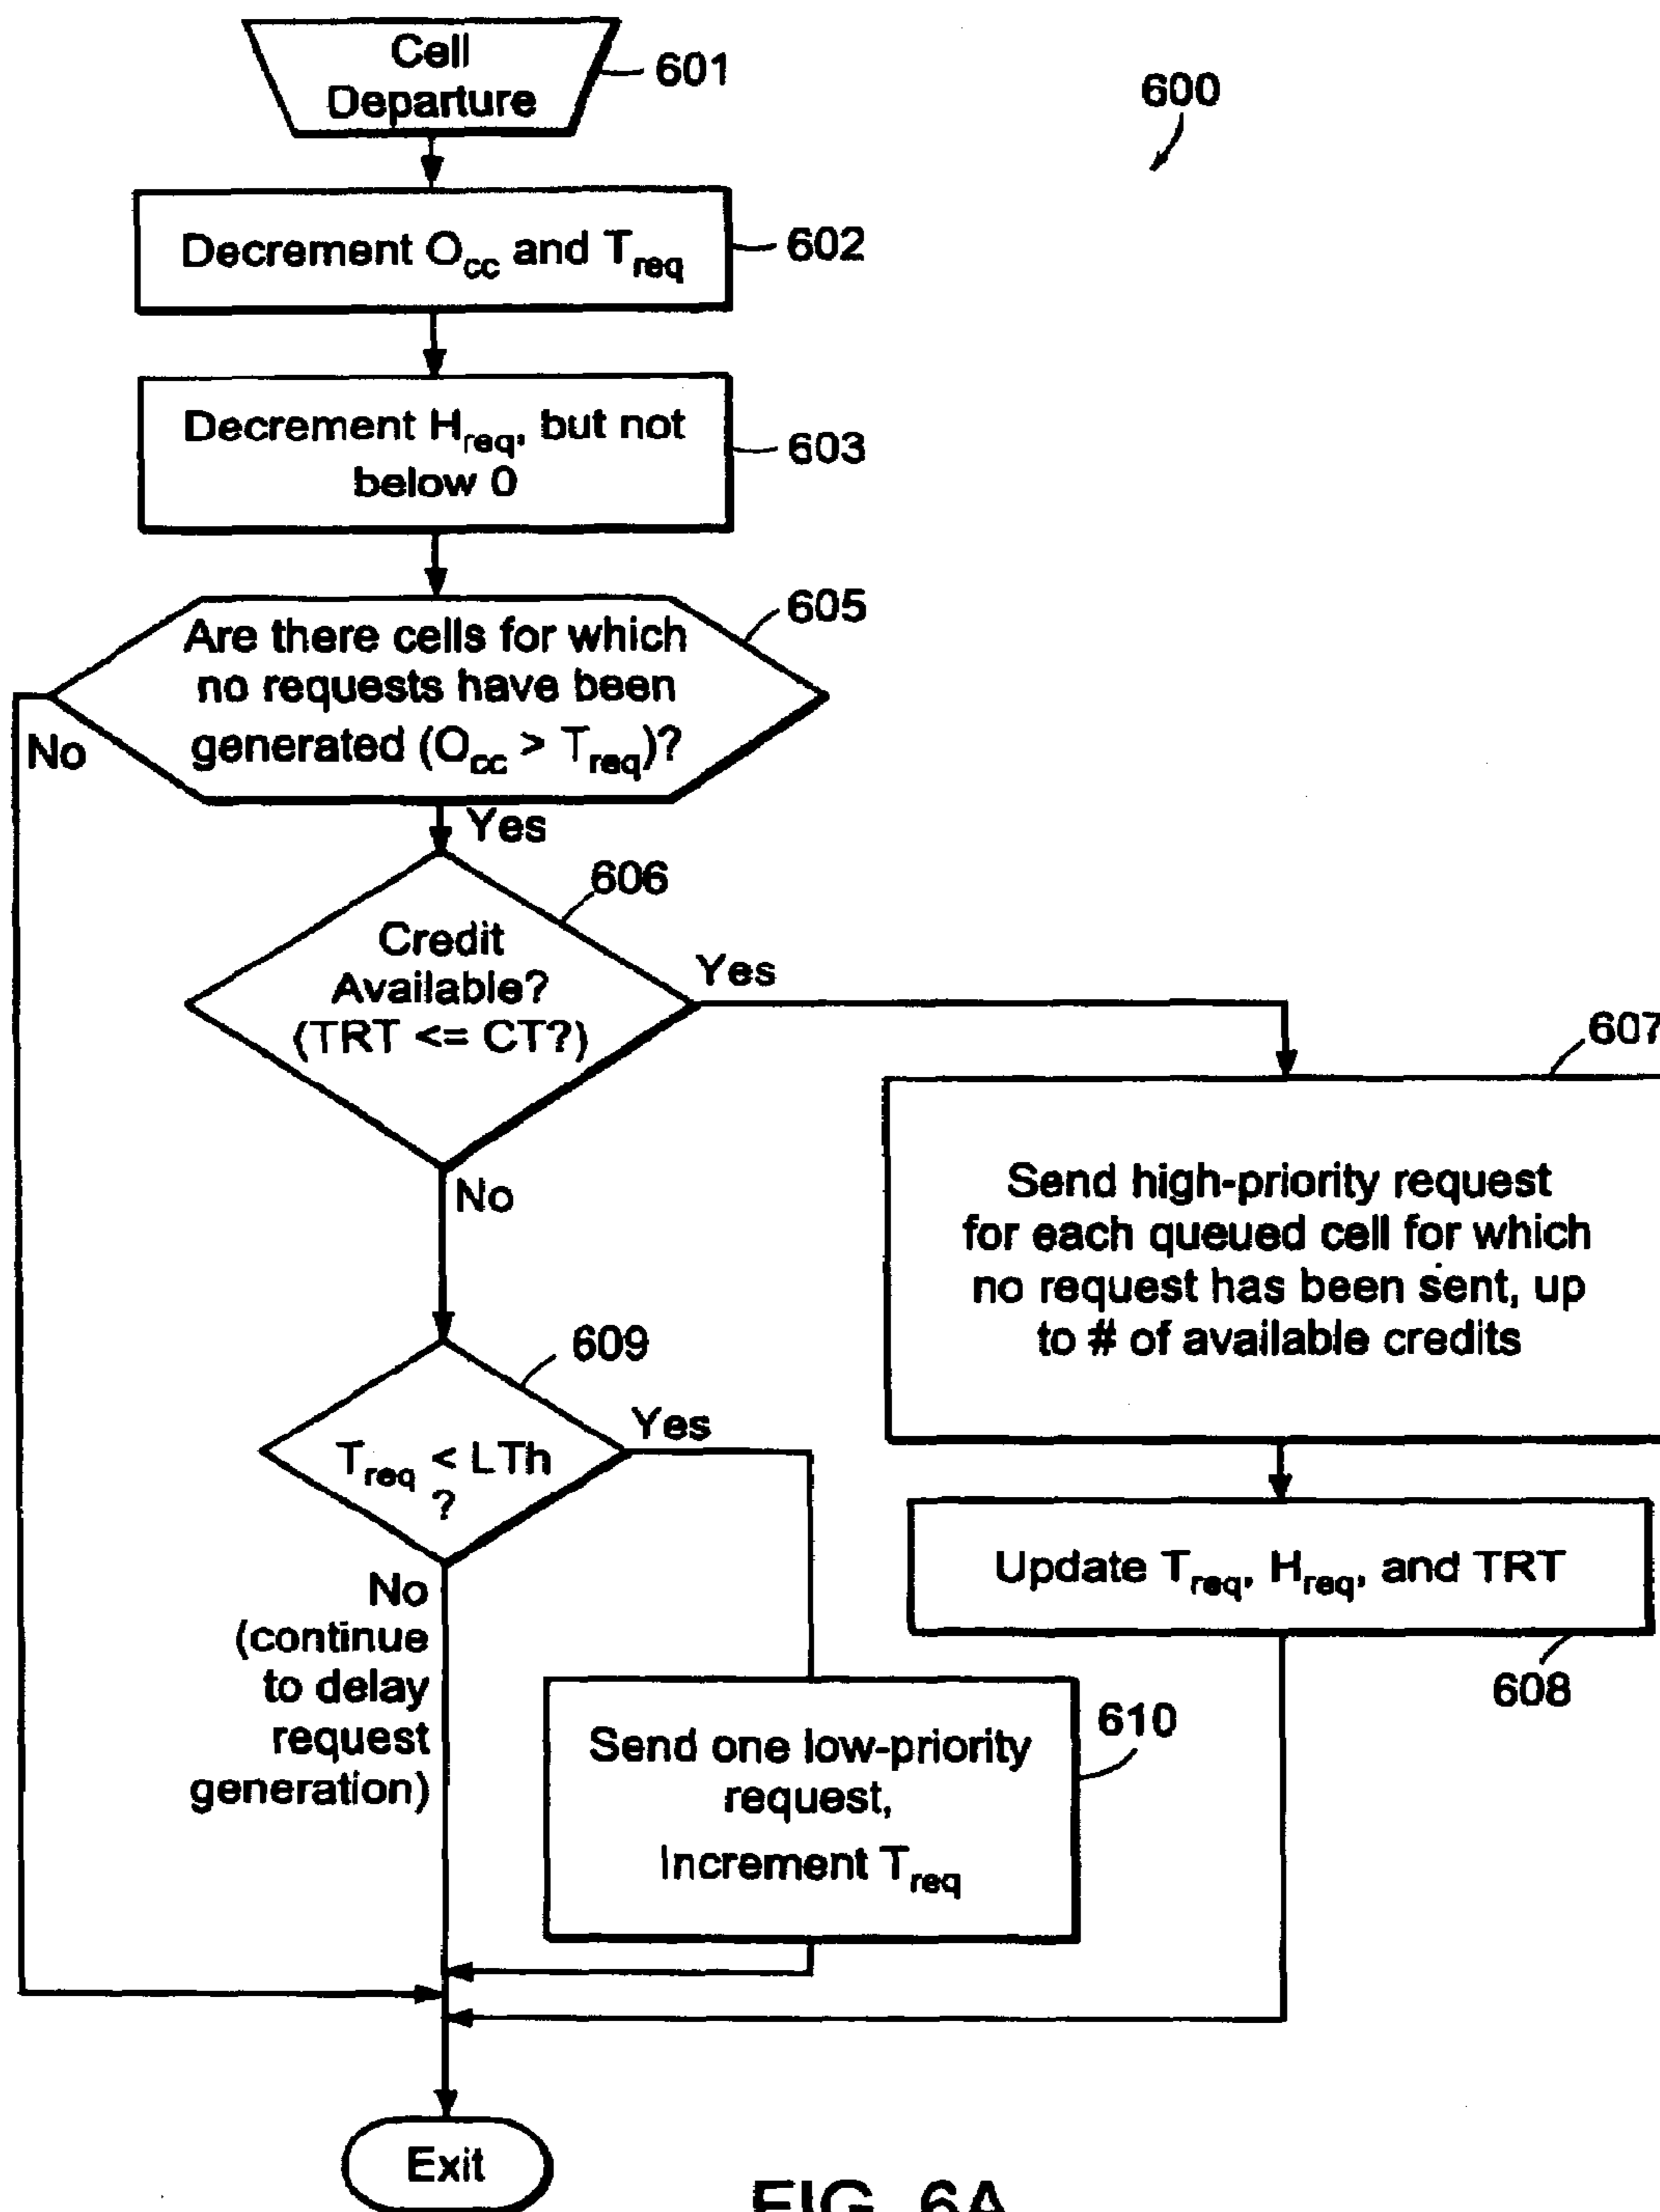 Cell
Departure
601
600
Decrement Occ and Treq
602
Decrement Hreq, but not
below 0
603
605
Are there cells for which
no requests have been
generated (Occ > Treq)?
No
Yes
606
Credit
Available?
(TRT <= CT?)
Yes
No
607
Send high-priority request
for each queued cell for which
no request has been sent, up
to # of available credits
609
Treq < LTh
?
Yes
Update Treq, Hreq, and TRT
608
No
(continue
to delay
request
generation)
610
Send one low-priority
request,
Increment Treq
Exit
FIG. 6A